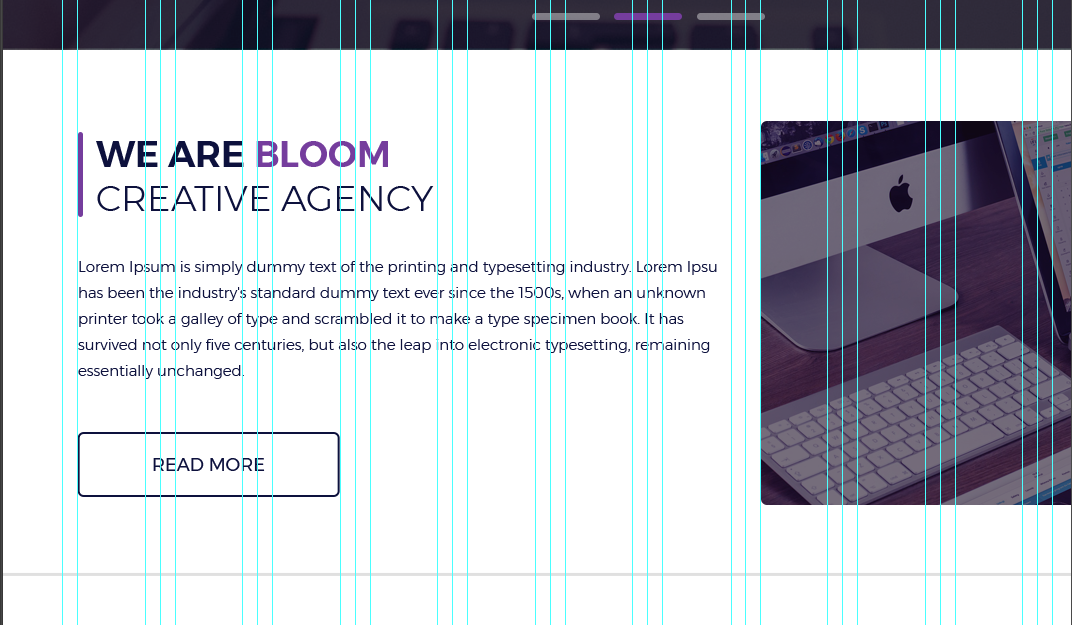 WE ARE BLOOM
CREATIVE AGENCY
Lorem Ipsum is simply dummy text of the printing and typesetting industry. Lorem Ipsu
has been the industry's standard dummy text ever since the 1500s, when an unknown
printer took a galley of type and scrambled it to make a type specimen book. It has
survived not only five centuries, but also the leap into electronic typesetting, remaining
essentially unchanged.
READ MORE